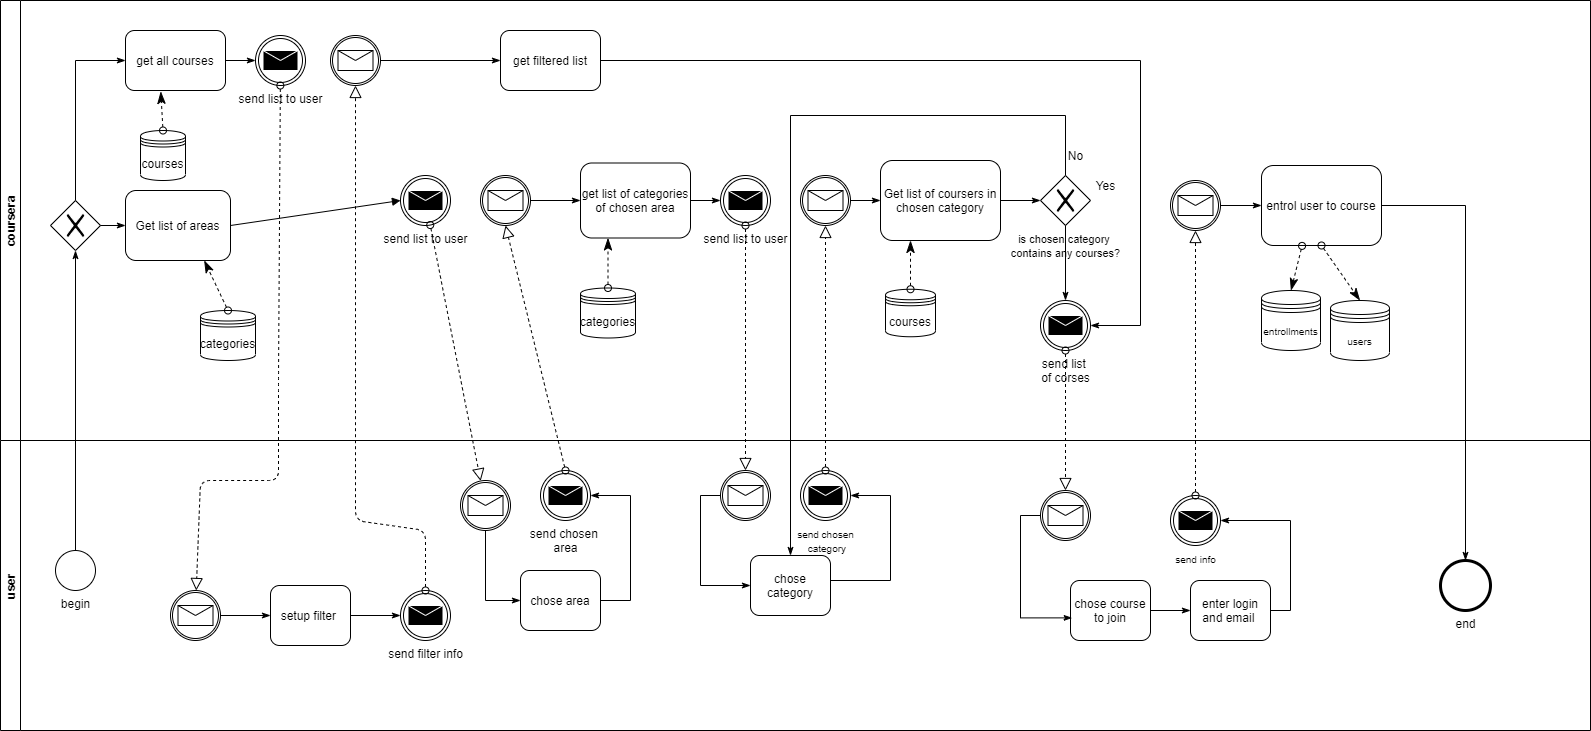 coursera
get all courses
send list to user
get filtered list
courses
Get list of areas
send list to user
categories
get list of categories
of chosen area
send list to user
categories
Get list of coursers in
chosen category
courses
No
Yes
is chosen category
contains any courses?
send list
of corses
entrol user to course
entrollments
users
user
begin
setup filter
send filter info
send chosen
area
chose area
send chosen
category
chose
category
chose course
to join
send info
enter login
and email
end